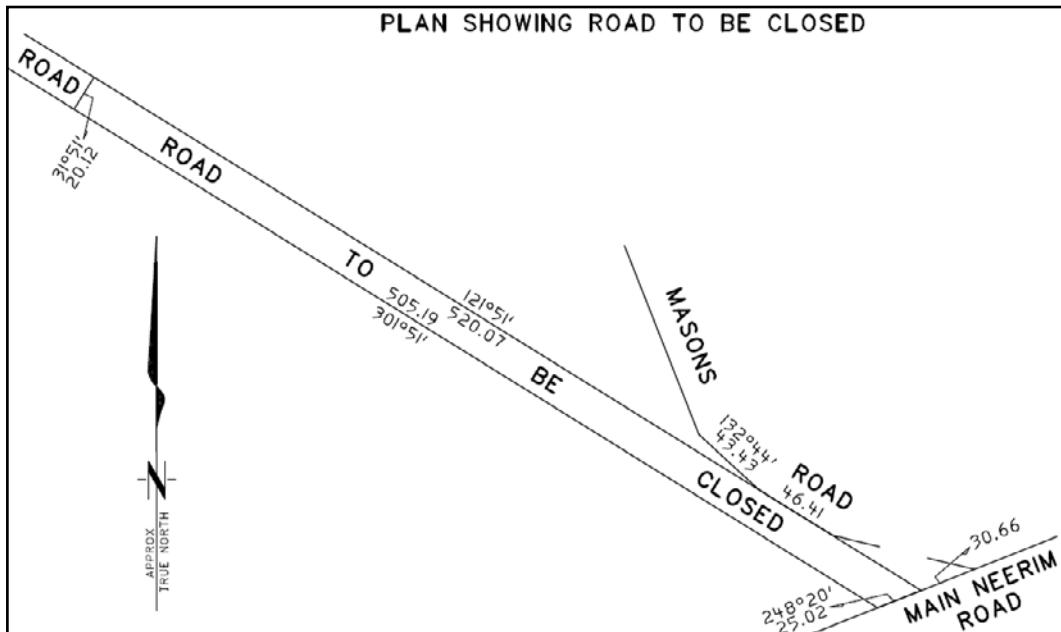 PLAN SHOWING ROAD TO BE CLOSED
ROAD
31°51'
20.12
ROAD
TO
BE
CLOSED
505.19
301°51'
121°51'
520.07
MASONS
ROAD
132°44'
43.43
46.41
30.66
248°20'
25.02
MAIN NEERIM
ROAD
N
APPROX
TRUE NORTH